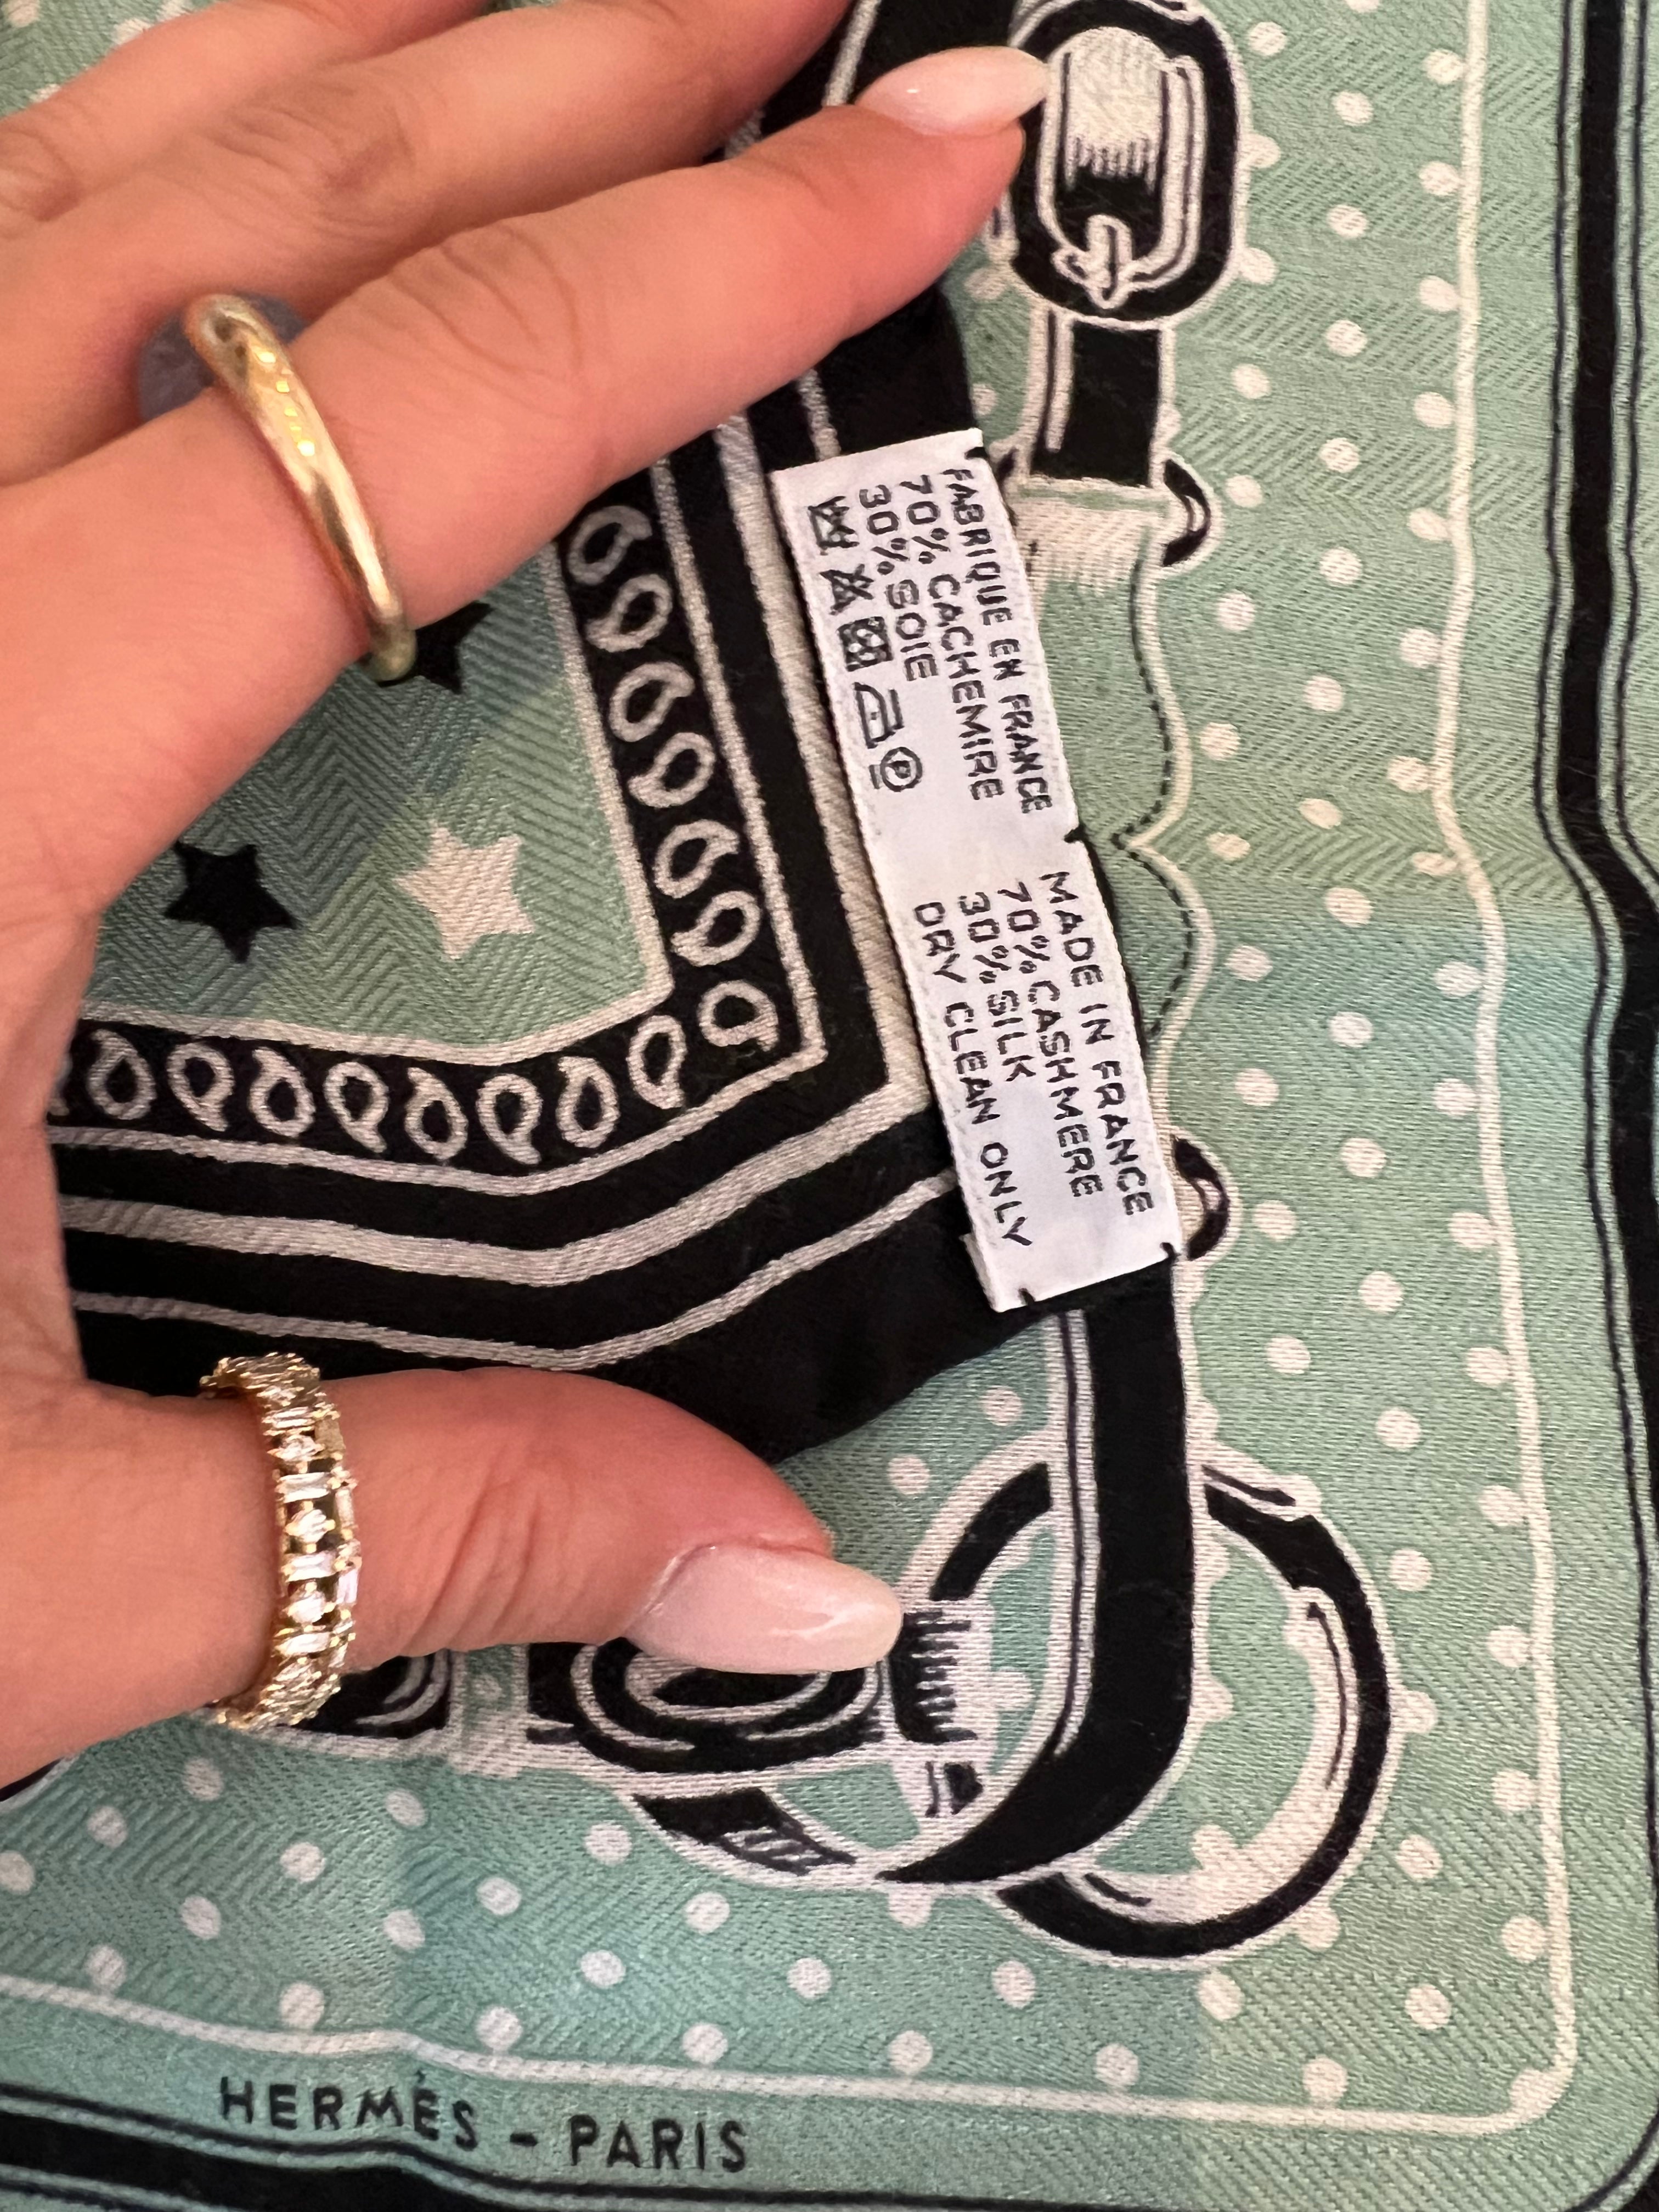 FABRIQUE EN FRANCE
70% CACHEMIRE
30% SOIE
P
MADE IN FRANCE
70% CASHMERE
30% SILK
DRY CLEAN ONLY
HERMÈS - PARIS